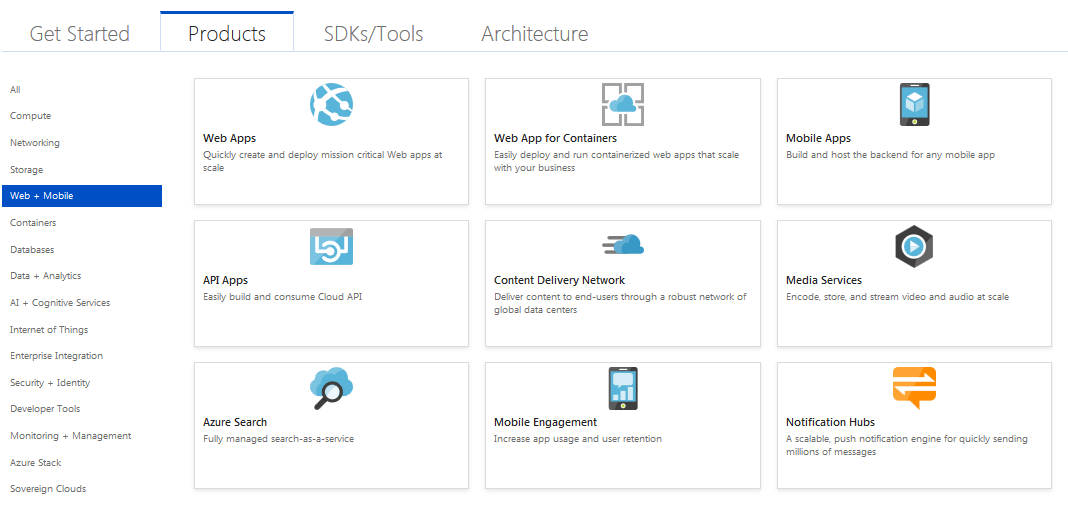 Get Started
Products
SDKs/Tools
Architecture
All
Compute
Networking
Storage
Web + Mobile
Containers
Databases
Data + Analytics
AI + Cognitive Services
Internet of Things
Enterprise Integration
Security + Identity
Developer Tools
Monitoring + Management
Azure Stack
Sovereign Clouds
Web Apps
Quickly create and deploy mission critical Web apps at
scale
Web App for Containers
Easily deploy and run containerized web apps that scale
with your business
Mobile Apps
Build and host the backend for any mobile app
API Apps
Easily build and consume Cloud API
Content Delivery Network
Deliver content to end-users through a robust network of
global data centers
Media Services
Encode, store, and stream video and audio at scale
Azure Search
Fully managed search-as-a-service
Mobile Engagement
Increase app usage and user retention
Notification Hubs
A scalable, push notification engine for quickly sending
millions of messages